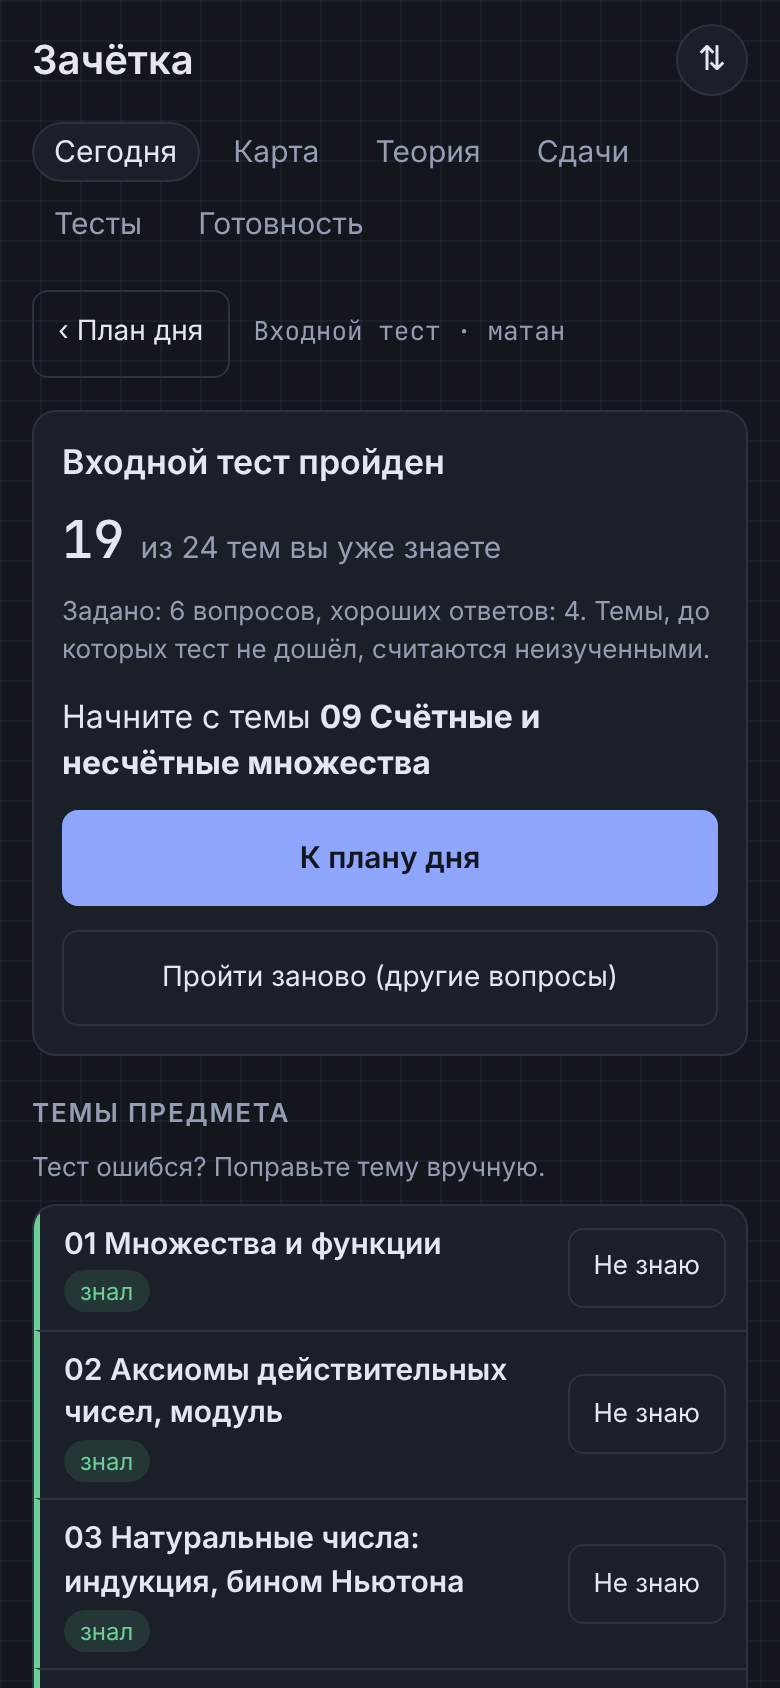 Зачётка
⇅
Сегодня Карта Теория Сдачи
Тесты Готовность
‹ План дня Входной тест · матан
Входной тест пройден
19 из 24 тем вы уже знаете
Задано: 6 вопросов, хороших ответов: 4. Темы, до
которых тест не дошёл, считаются неизученными.
Начните с темы 09 Счётные и
несчётные множества
К плану дня
Пройти заново (другие вопросы)
ТЕМЫ ПРЕДМЕТА
Тест ошибся? Поправьте тему вручную.
01 Множества и функции
знал
Не знаю
02 Аксиомы действительных
чисел, модуль
знал
Не знаю
03 Натуральные числа:
индукция, бином Ньютона
знал
Не знаю